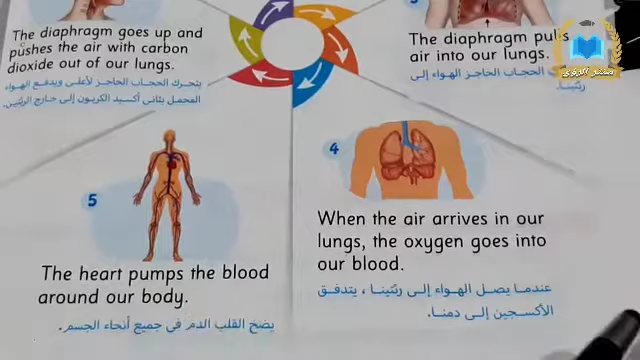 The diaphragm goes up and
pushes the air with carbon
dioxide out of our lungs.
يتحرك الحجاب الحاجز لأعلى ويدفع الهواء
المحمل بثاني أكسيد الكربون إلى خارج الرئتين.
The diaphragm pulls
air into our lungs.
الحجاب الحاجز الهواء إلى
رئتينا.
4
When the air arrives in our
lungs, the oxygen goes into
our blood.
عندما يصل الهواء إلى رئتينا ، يتدفق
الأكسجين إلى دمنا.
5
The heart pumps the blood
around our body.
يضخ القلب الدم في جميع أنحاء الجسم.